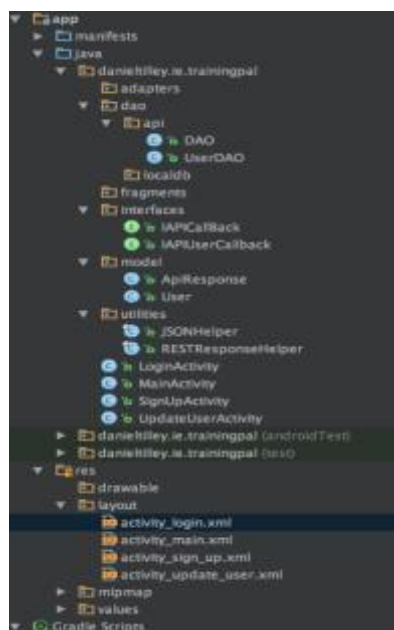 app
manifests
java
danieltilley.ie.trainingpal
adapters
dao
api
DAO
UserDAO
localdb
fragments
interfaces
IAPICallBack
IAPIUserCallback
model
ApiResponse
User
utilities
JSONHelper
RESTResponseHelper
LoginActivity
MainActivity
SignUpActivity
UpdateUserActivity
danieltilley.ie.trainingpal (androidTest)
danieltilley.ie.trainingpal (test)
res
drawable
layout
activity_login.xml
activity_main.xml
activity_sign_up.xml
activity_update_user.xml
mipmap
values
Gradle Scripts